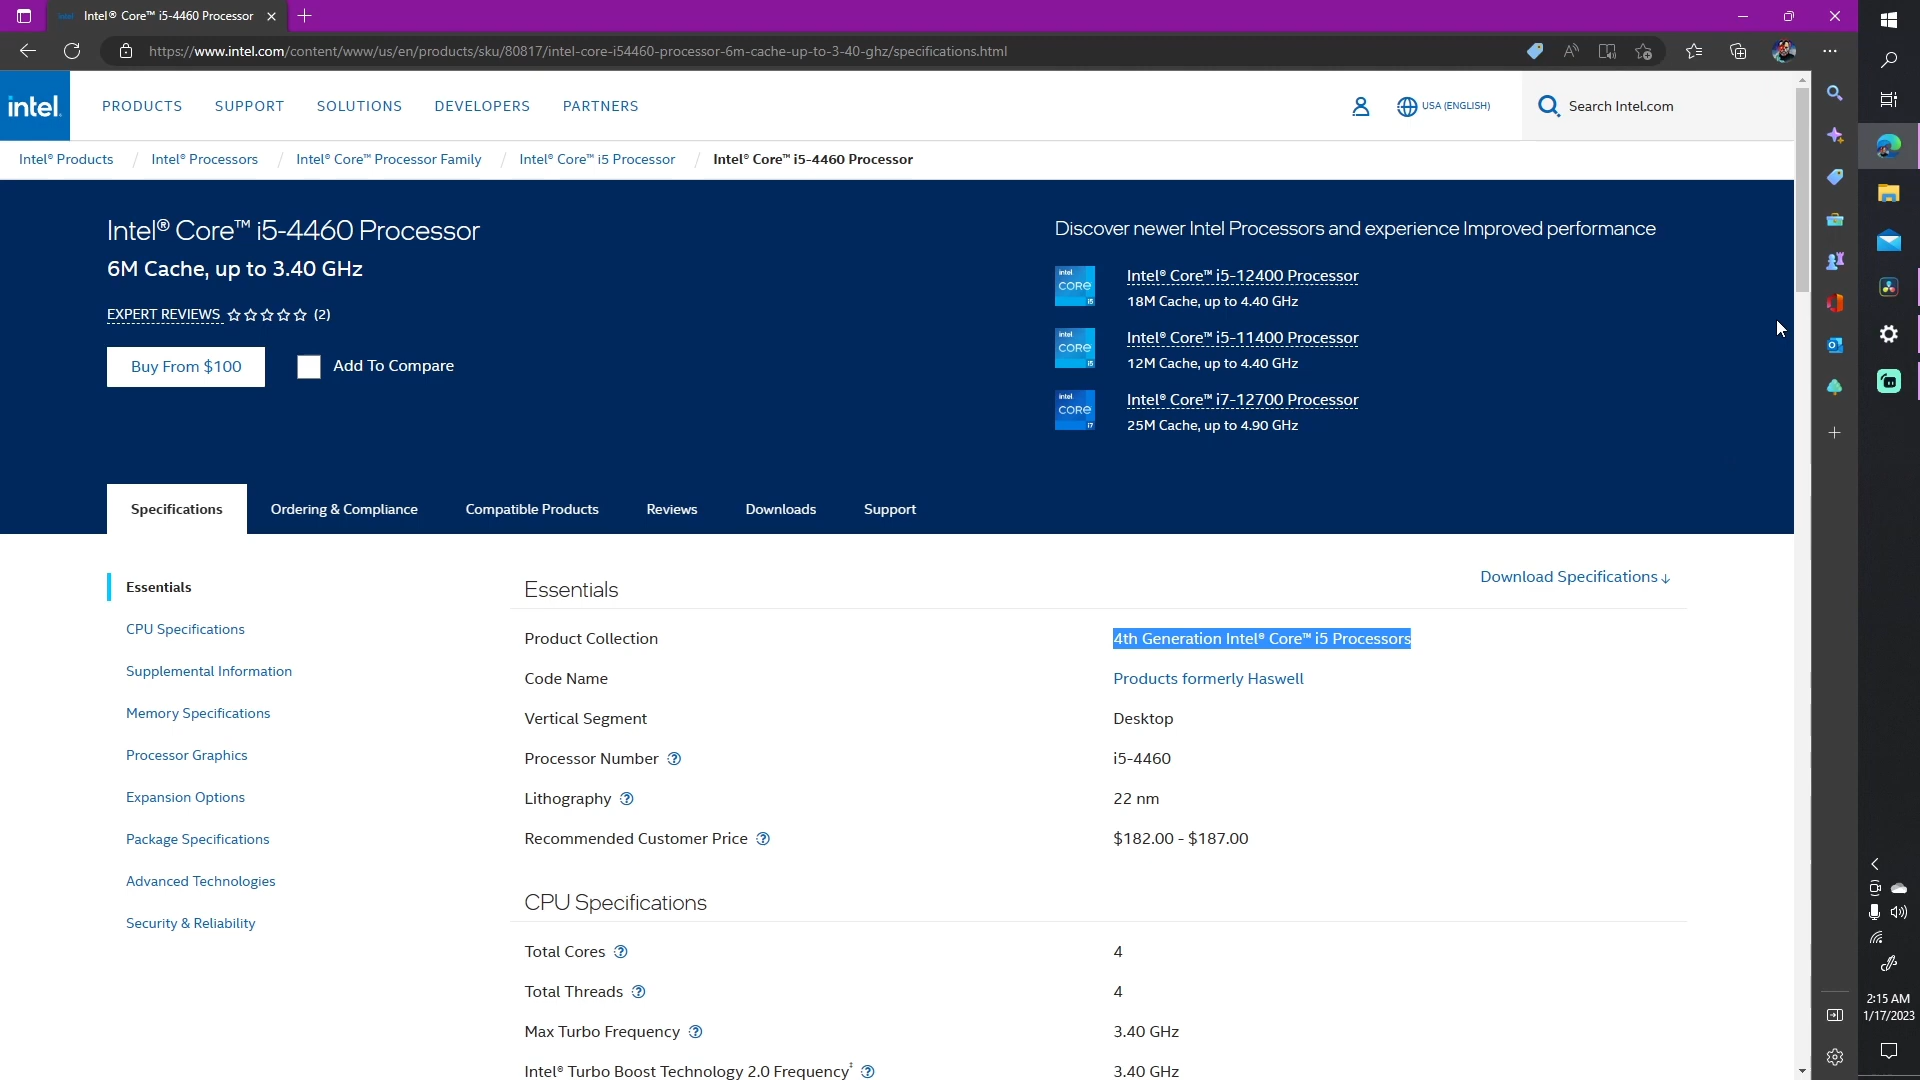 Intel® Core™ i5-4460 Processor
https://www.intel.com/content/www/us/en/products/sku/80817/intel-core-i54460-processor-6m-cache-up-to-3-40-ghz/specifications.html
intel.
PRODUCTS SUPPORT SOLUTIONS DEVELOPERS PARTNERS
USA (ENGLISH)
Search Intel.com
Intel® Products / Intel® Processors / Intel® Core™ Processor Family / Intel® Core™ i5 Processor / Intel® Core™ i5-4460 Processor
Intel® Core™ i5-4460 Processor
6M Cache, up to 3.40 GHz
EXPERT REVIEWS (2)
Buy From $100
Add To Compare
Discover newer Intel Processors and experience Improved performance
intel CORE i5
Intel® Core™ i5-12400 Processor
18M Cache, up to 4.40 GHz
intel CORE i5
Intel® Core™ i5-11400 Processor
12M Cache, up to 4.40 GHz
intel CORE i7
Intel® Core™ i7-12700 Processor
25M Cache, up to 4.90 GHz
Specifications Ordering & Compliance Compatible Products Reviews Downloads Support
Essentials
CPU Specifications
Supplemental Information
Memory Specifications
Processor Graphics
Expansion Options
Package Specifications
Advanced Technologies
Security & Reliability
Essentials
Download Specifications↓
Product Collection 4th Generation Intel® Core™ i5 Processors
Code Name Products formerly Haswell
Vertical Segment Desktop
Processor Number ? i5-4460
Lithography ? 22 nm
Recommended Customer Price ? $182.00 - $187.00
CPU Specifications
Total Cores ? 4
Total Threads ? 4
Max Turbo Frequency ? 3.40 GHz
Intel® Turbo Boost Technology 2.0 Frequency‡ ? 3.40 GHz
2:15 AM
1/17/2023